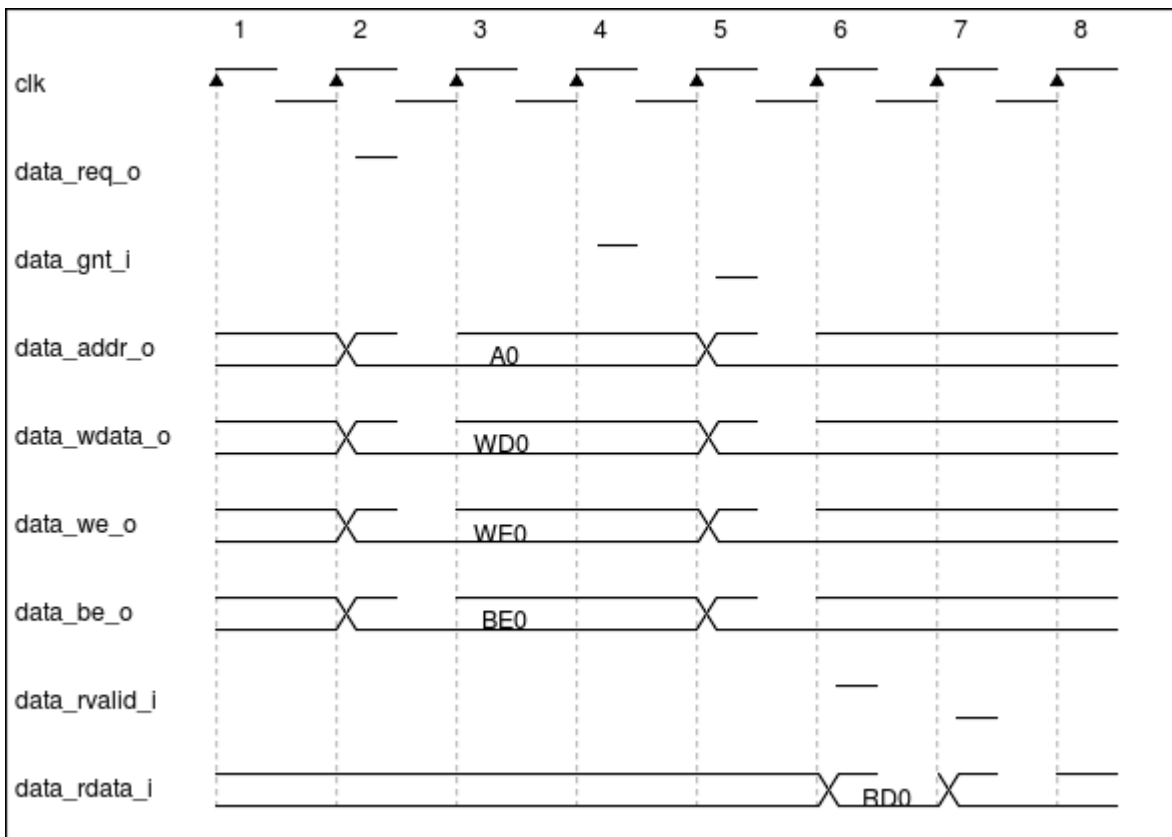 1 2 3 4 5 6 7 8
clk
data_req_o
data_gnt_i
data_addr_o A0
data_wdata_o WD0
data_we_o WE0
data_be_o BE0
data_rvalid_i
data_rdata_i RD0